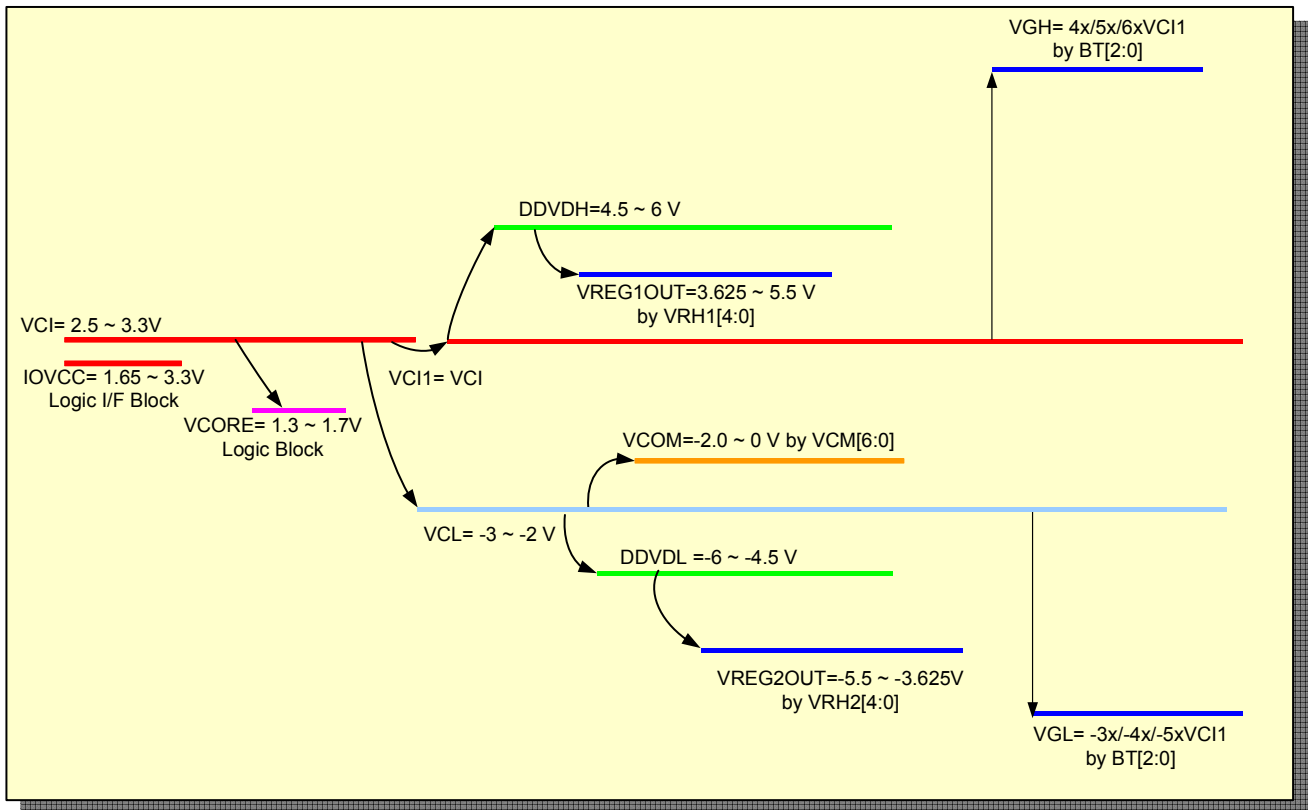 VGH= 4x/5x/6xVCI1
by BT[2:0]
DDVDH=4.5 ~ 6 V
VREG1OUT=3.625 ~ 5.5 V
by VRH1[4:0]
VCI= 2.5 ~ 3.3V
IOVCC= 1.65 ~ 3.3V
Logic I/F Block
VCI1= VCI
VCORE= 1.3 ~ 1.7V
Logic Block
VCOM=-2.0 ~ 0 V by VCM[6:0]
VCL= -3 ~ -2 V
DDVDL =-6 ~ -4.5 V
VREG2OUT=-5.5 ~ -3.625V
by VRH2[4:0]
VGL= -3x/-4x/-5xVCI1
by BT[2:0]